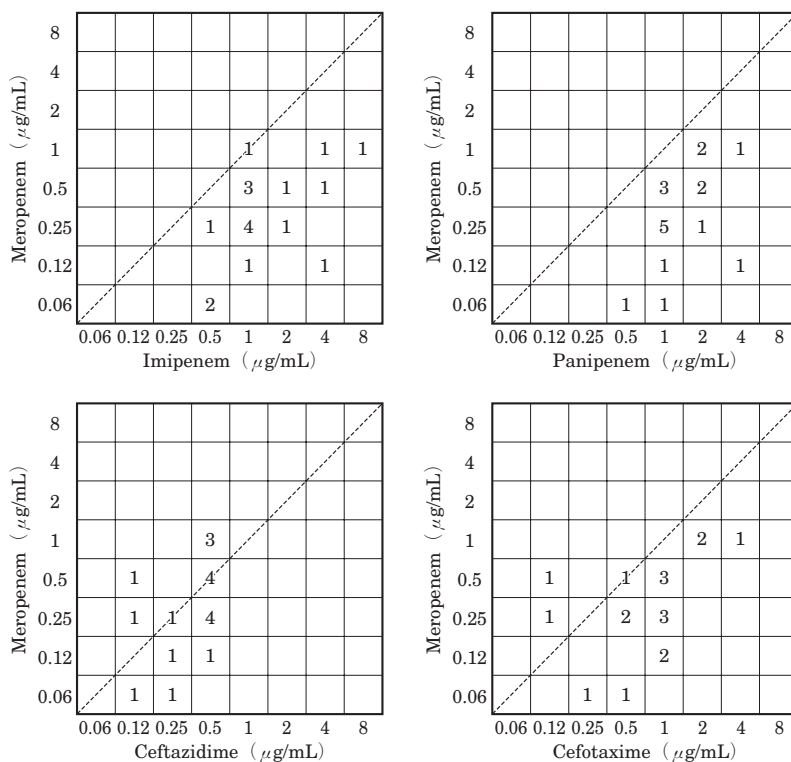 8
4
2
1 1 1 1
0.5 3 1 1
0.25 1 4 1
0.12 1 1
0.06 2
0.06 0.12 0.25 0.5 1 2 4 8
Imipenem (μg/mL)
Meropenem (μg/mL)
8
4
2
1 2 1
0.5 3 2
0.25 5 1
0.12 1 1
0.06 1 1
0.06 0.12 0.25 0.5 1 2 4 8
Panipenem (μg/mL)
Meropenem (μg/mL)
8
4
2
1 3
0.5 1 4
0.25 1 1 4
0.12 1 1
0.06 1 1
0.06 0.12 0.25 0.5 1 2 4 8
Ceftazidime (μg/mL)
Meropenem (μg/mL)
8
4
2
1 2 1
0.5 1 1 3
0.25 1 2 3
0.12 2
0.06 1 1
0.06 0.12 0.25 0.5 1 2 4 8
Cefotaxime (μg/mL)
Meropenem (μg/mL)